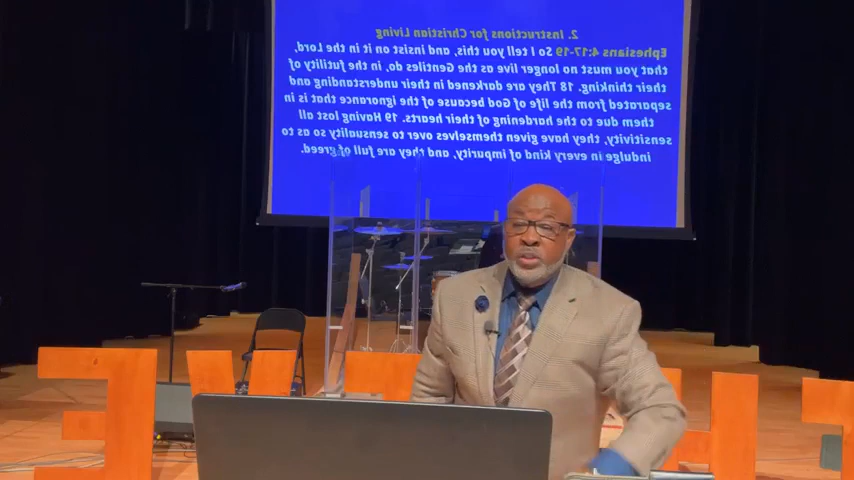 2. Instructions for Christian Living
Ephesians 4:17-19 So I tell you this, and insist on it in the Lord,
that you must no longer live as the Gentiles do, in the futility of
their thinking. 18 They are darkened in their understanding and
separated from the life of God because of the ignorance that is in
them due to the hardening of their hearts. 19 Having lost all
sensitivity, they have given themselves over to sensuality so as to
indulge in every kind of impurity, and they are full of greed.